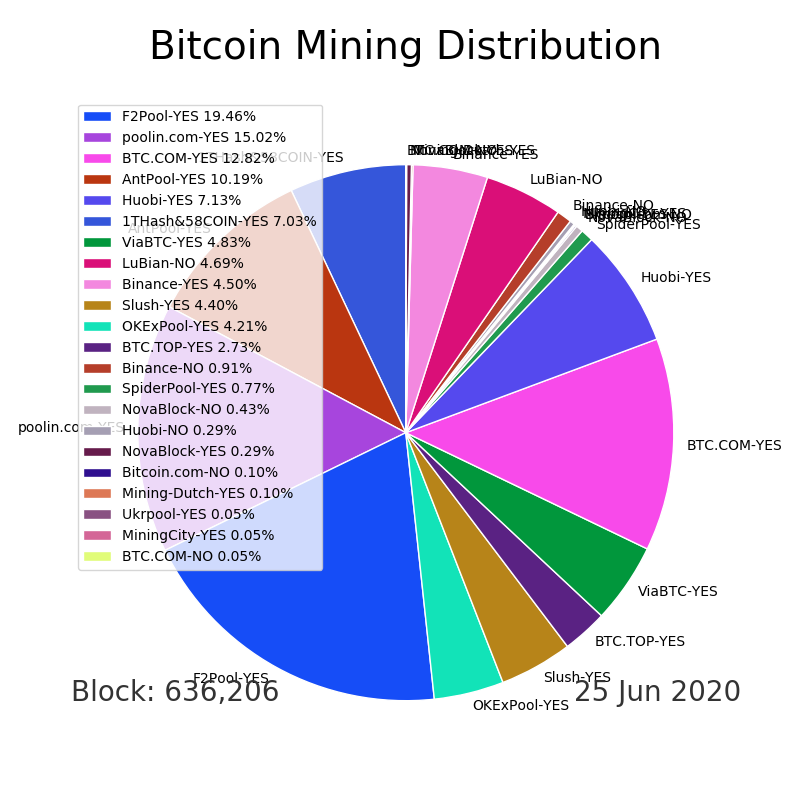 Bitcoin Mining Distribution
F2Pool-YES 19.46%
poolin.com-YES 15.02%
BTC.COM-YES 12.82%
AntPool-YES 10.19%
Huobi-YES 7.13%
1THash&58COIN-YES 7.03%
ViaBTC-YES 4.83%
LuBian-NO 4.69%
Binance-YES 4.50%
Slush-YES 4.40%
OKExPool-YES 4.21%
BTC.TOP-YES 2.73%
Binance-NO 0.91%
SpiderPool-YES 0.77%
NovaBlock-NO 0.43%
Huobi-NO 0.29%
NovaBlock-YES 0.29%
Bitcoin.com-NO 0.10%
Mining-Dutch-YES 0.10%
Ukrpool-YES 0.05%
MiningCity-YES 0.05%
BTC.COM-NO 0.05%
Binance-YES
LuBian-NO
Binance-NO
SpiderPool-YES
Huobi-YES
AntPool-YES
poolin.com-YES
BTC.COM-YES
ViaBTC-YES
BTC.TOP-YES
Slush-YES
F2Pool-YES
OKExPool-YES
Block: 636,206
25 Jun 2020